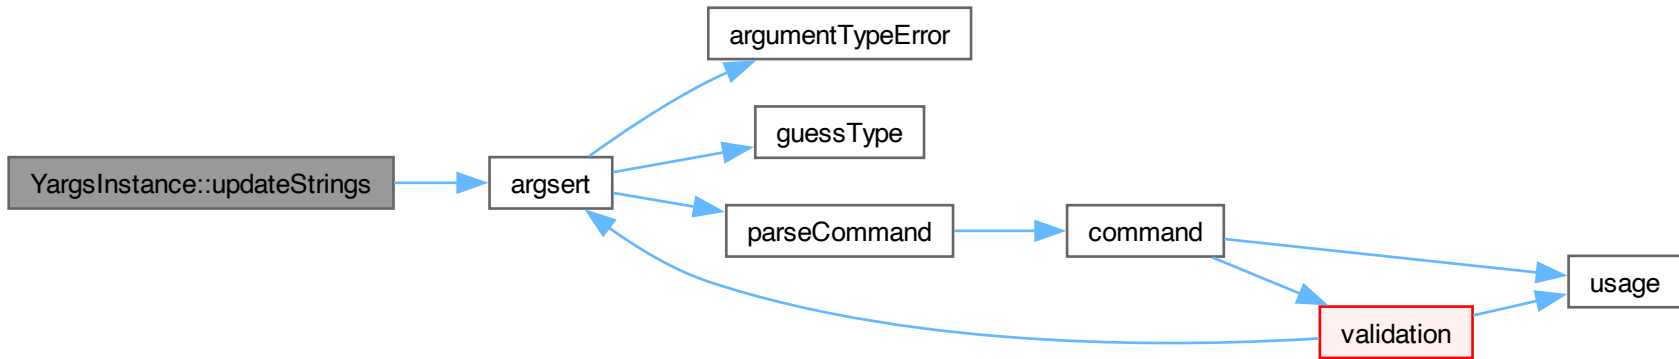 YargsInstance::updateStrings
argsert
argumentTypeError
guessType
parseCommand
command
usage
validation